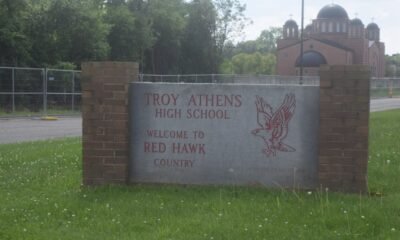 TROY ATHENS
HIGH SCHOOL
WELCOME TO
RED HAWK
COUNTRY